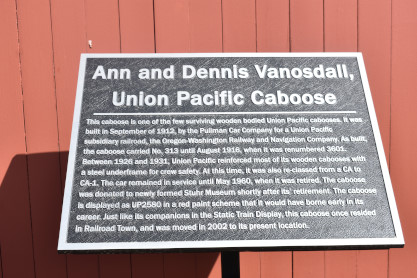 Ann and Dennis Vanosdall,
Union Pacific Caboose
This caboose is one of the few surviving wooden bodied Union Pacific cabooses. It was
built in September of 1912, by the Pullman Car Company for a Union Pacific
subsidiary railroad, the Oregon-Washington Railway and Navigation Company. As built,
the caboose carried No. 313 until August 1916, when it was renumbered 3601.
Between 1926 and 1931, Union Pacific reinforced most of its wooden cabooses with
a steel underframe for crew safety. At this time, it was also re-classed from a CA to
CA-1. The car remained in service until May 1960, when it was retired. The caboose
was donated to newly formed Stuhr Museum shortly after its' retirement. The caboose
is displayed as UP2580 in a red paint scheme that it would have borne early in its
career. Just like its companions in the Static Train Display, this caboose once resided
in Railroad Town, and was moved in 2002 to its present location.